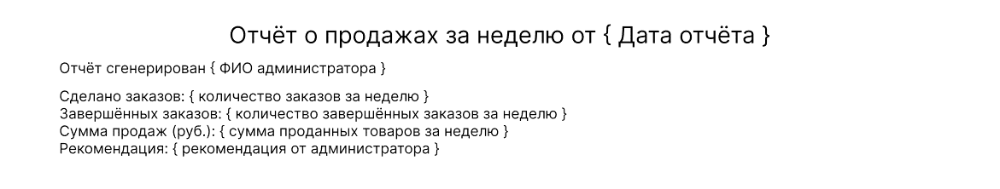 Отчёт о продажах за неделю от { Дата отчёта }
Отчёт сгенерирован { ФИО администратора }
Сделано заказов: { количество заказов за неделю }
Завершённых заказов: { количество завершённых заказов за неделю }
Сумма продаж (руб.): { сумма проданных товаров за неделю }
Рекомендация: { рекомендация от администратора }